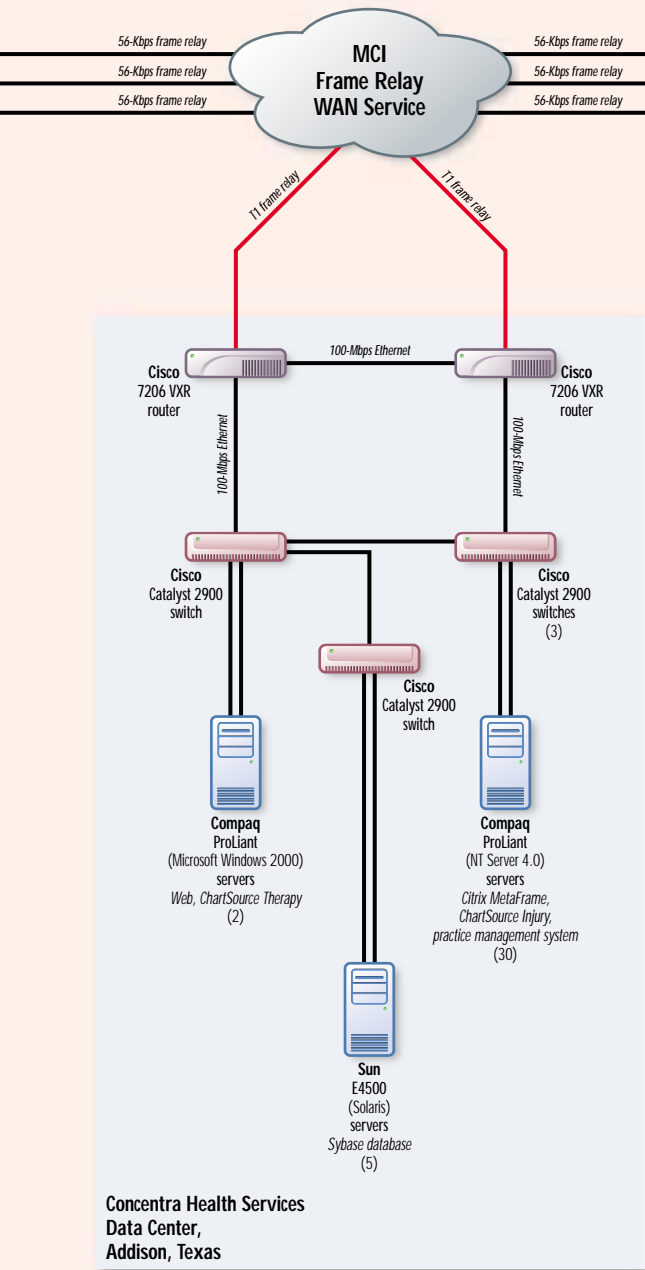 56-Kbps frame relay
56-Kbps frame relay
56-Kbps frame relay
MCI
Frame Relay
WAN Service
56-Kbps frame relay
56-Kbps frame relay
56-Kbps frame relay
T1 frame relay
T1 frame relay
Cisco
7206 VXR
router
100-Mbps Ethernet
Cisco
7206 VXR
router
100-Mbps Ethernet
100-Mbps Ethernet
Cisco
Catalyst 2900
switch
Cisco
Catalyst 2900
switches
(3)
Cisco
Catalyst 2900
switch
Compaq
ProLiant
(Microsoft Windows 2000)
servers
Web, ChartSource Therapy
(2)
Compaq
ProLiant
(NT Server 4.0)
servers
Citrix MetaFrame,
ChartSource Injury,
practice management system
(30)
Sun
E4500
(Solaris)
servers
Sybase database
(5)
Concentra Health Services
Data Center,
Addison, Texas